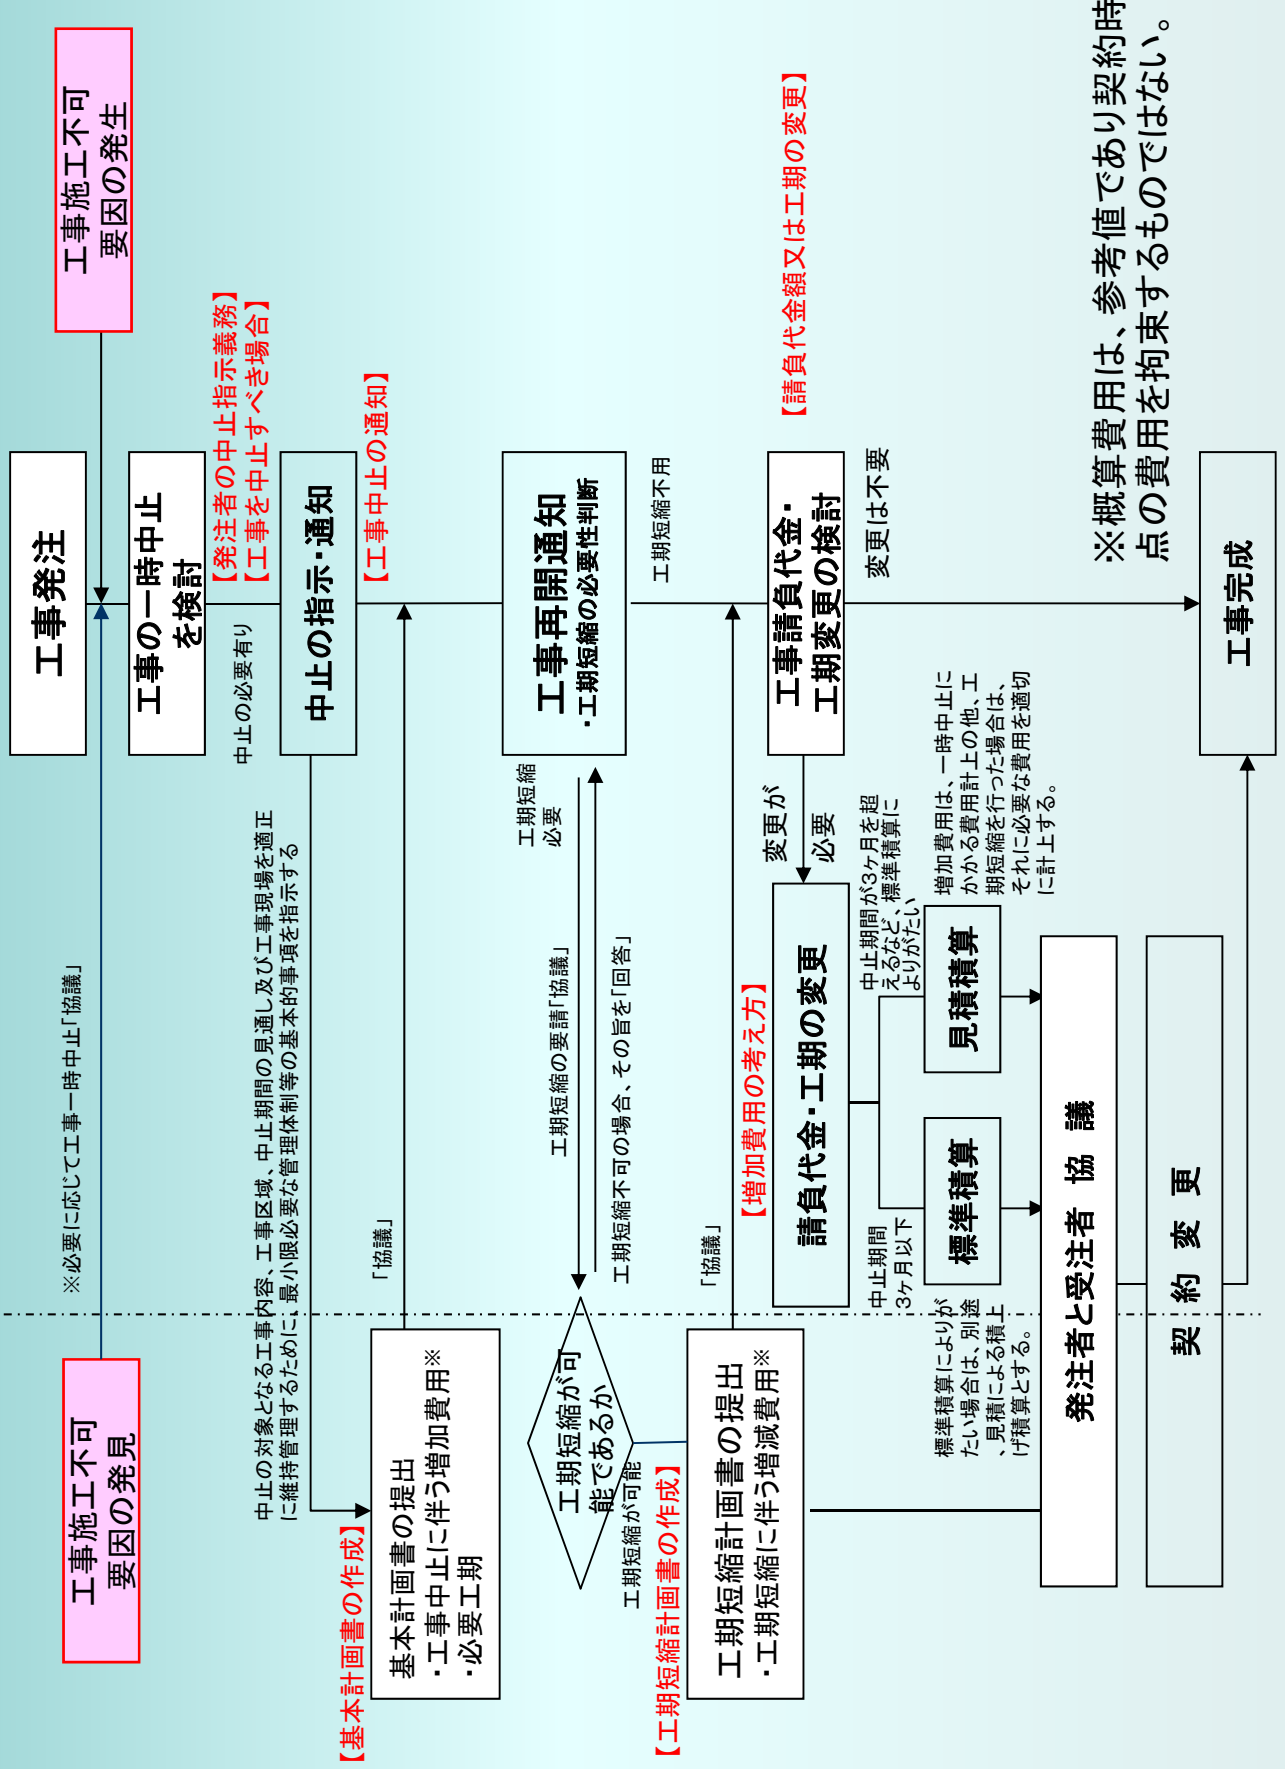 工事発注
工事施工不可
要因の発生
工事施工不可
要因の発見
※必要に応じて工事一時中止「協議」
工事の一時中止
を検討
【発注者の中止指示義務】
【工事を中止すべき場合】
中止の必要有り
中止の指示・通知
【工事中止の通知】
中止の対象となる工事内容、工事区域、中止期間の見通し及び工事現場を適正
に維持管理するために、最小限必要な管理体制等の基本的事項を指示する
【基本計画書の作成】
基本計画書の提出
・工事中止に伴う増加費用※
・必要工期
「協議」
工事再開通知
・工期短縮の必要性判断
工期短縮
必要
工期短縮の要請「協議」
工期短縮不可の場合、その旨を「回答」
工期短縮が可
能であるか
工期短縮が可能
工期短縮不用
【工期短縮計画書の作成】
工期短縮計画書の提出
・工期短縮に伴う増減費用※
「協議」
【請負代金額又は工期の変更】
工事請負代金・
工期変更の検討
変更は不要
変更が
必要
【増加費用の考え方】
請負代金・工期の変更
中止期間が3ヶ月を超
えるなど、標準積算に
よりがたい
中止期間
3ヶ月以下
見積積算
標準積算
増加費用は、一時中止に
かかる費用計上の他、工
期短縮を行った場合は、
それに必要な費用を適切
に計上する。
標準積算によりが
たい場合は、別途
、見積による積上
げ積算とする。
発注者と受注者 協 議
契 約 変 更
工事完成
※概算費用は、参考値であり契約時
点の費用を拘束するものではない。